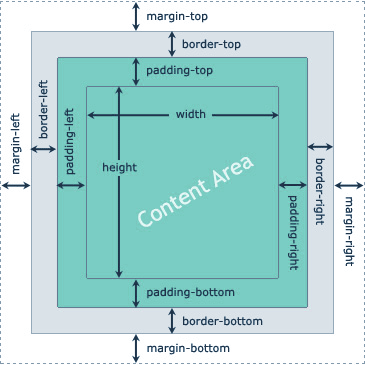 margin-top
border-top
padding-top
width
height
Content Area
margin-left
border-left
padding-left
padding-right
border-right
margin-right
padding-bottom
border-bottom
margin-bottom